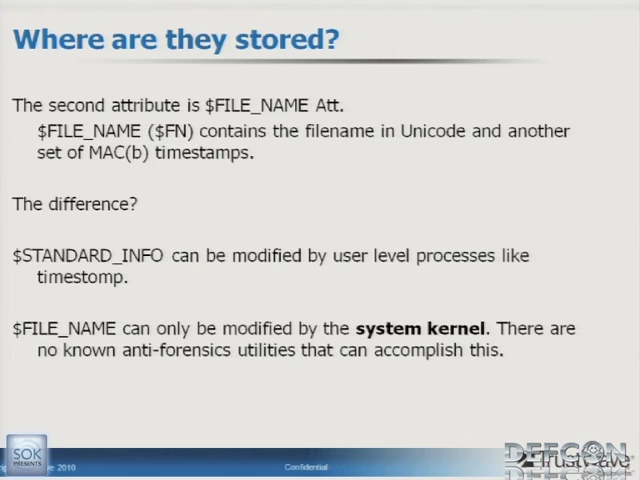 Where are they stored?
The second attribute is $FILE_NAME Att.
$FILE_NAME ($FN) contains the filename in Unicode and another
set of MAC(b) timestamps.
The difference?
$STANDARD_INFO can be modified by user level processes like
timestomp.
$FILE_NAME can only be modified by the system kernel. There are
no known anti-forensics utilities that can accomplish this.
SOK
PRESENTS
2010
Confidential
DEFCON
Trustwave